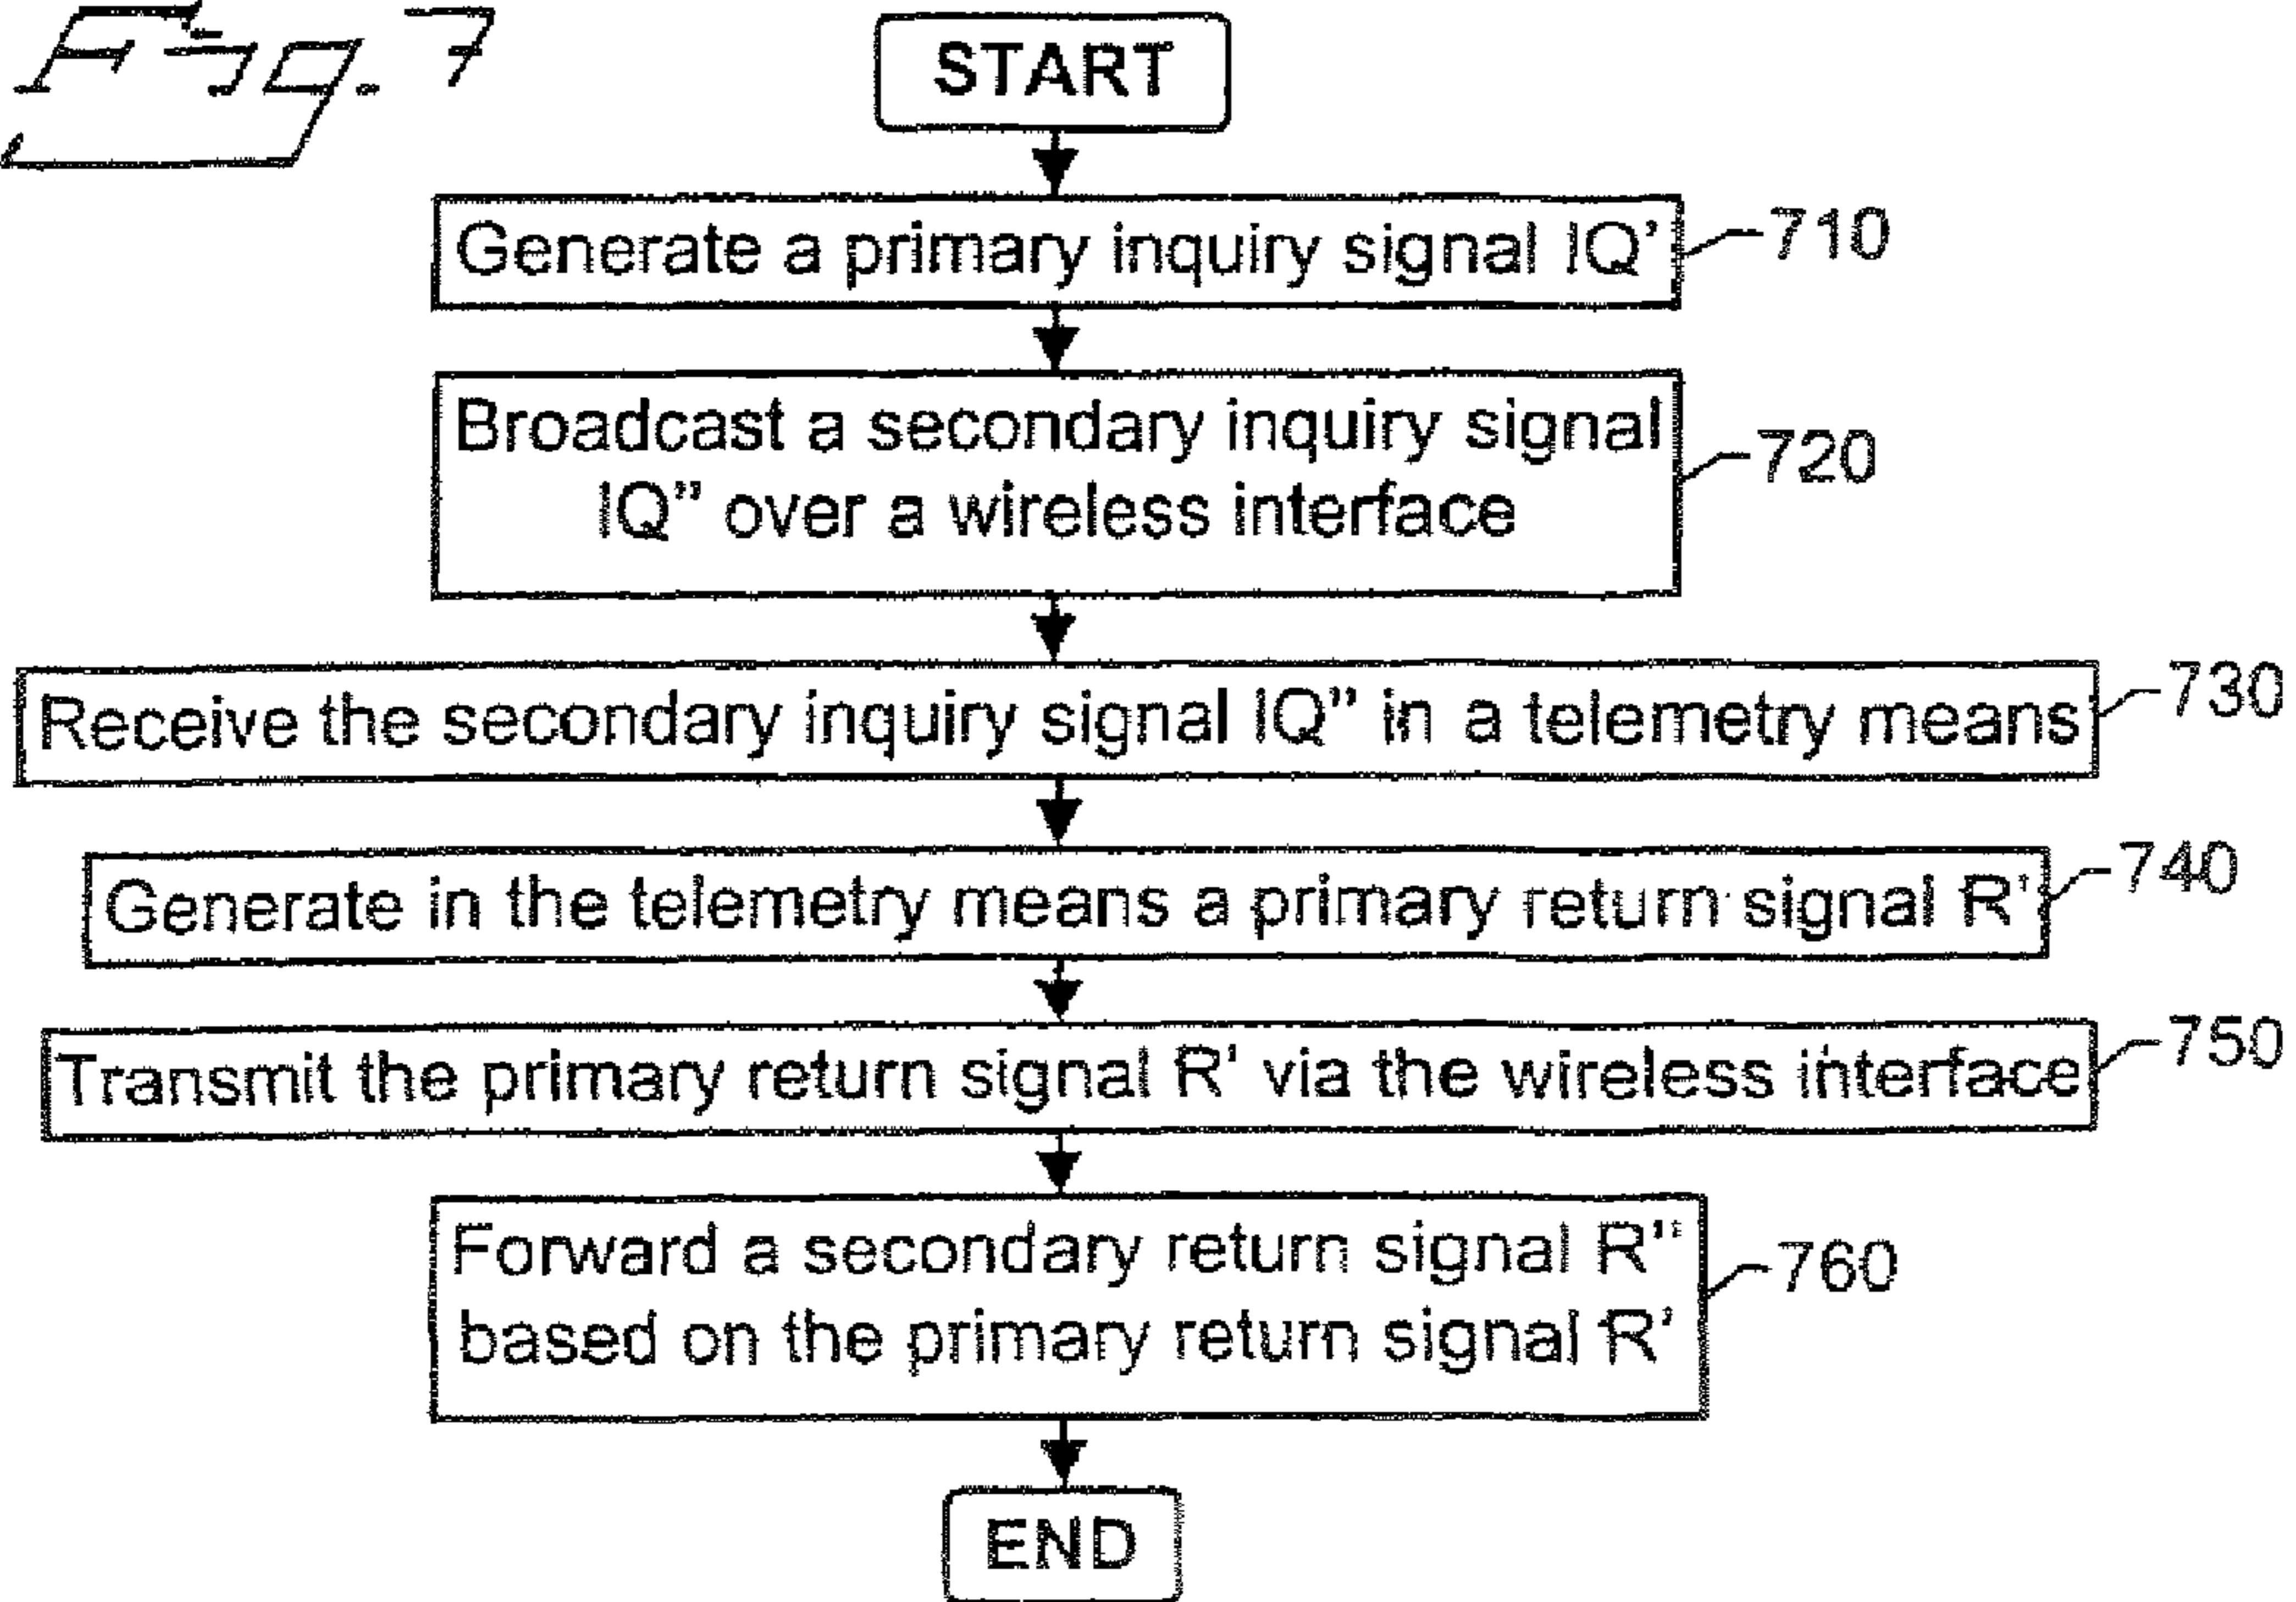 Fig. 7
START
Generate a primary inquiry signal IQ'
710
Broadcast a secondary inquiry signal
IQ" over a wireless interface
720
Receive the secondary inquiry signal IQ" in a telemetry means
730
Generate in the telemetry means a primary return signal R'
740
Transmit the primary return signal R' via the wireless interface
750
Forward a secondary return signal R"
based on the primary return signal R'
760
END